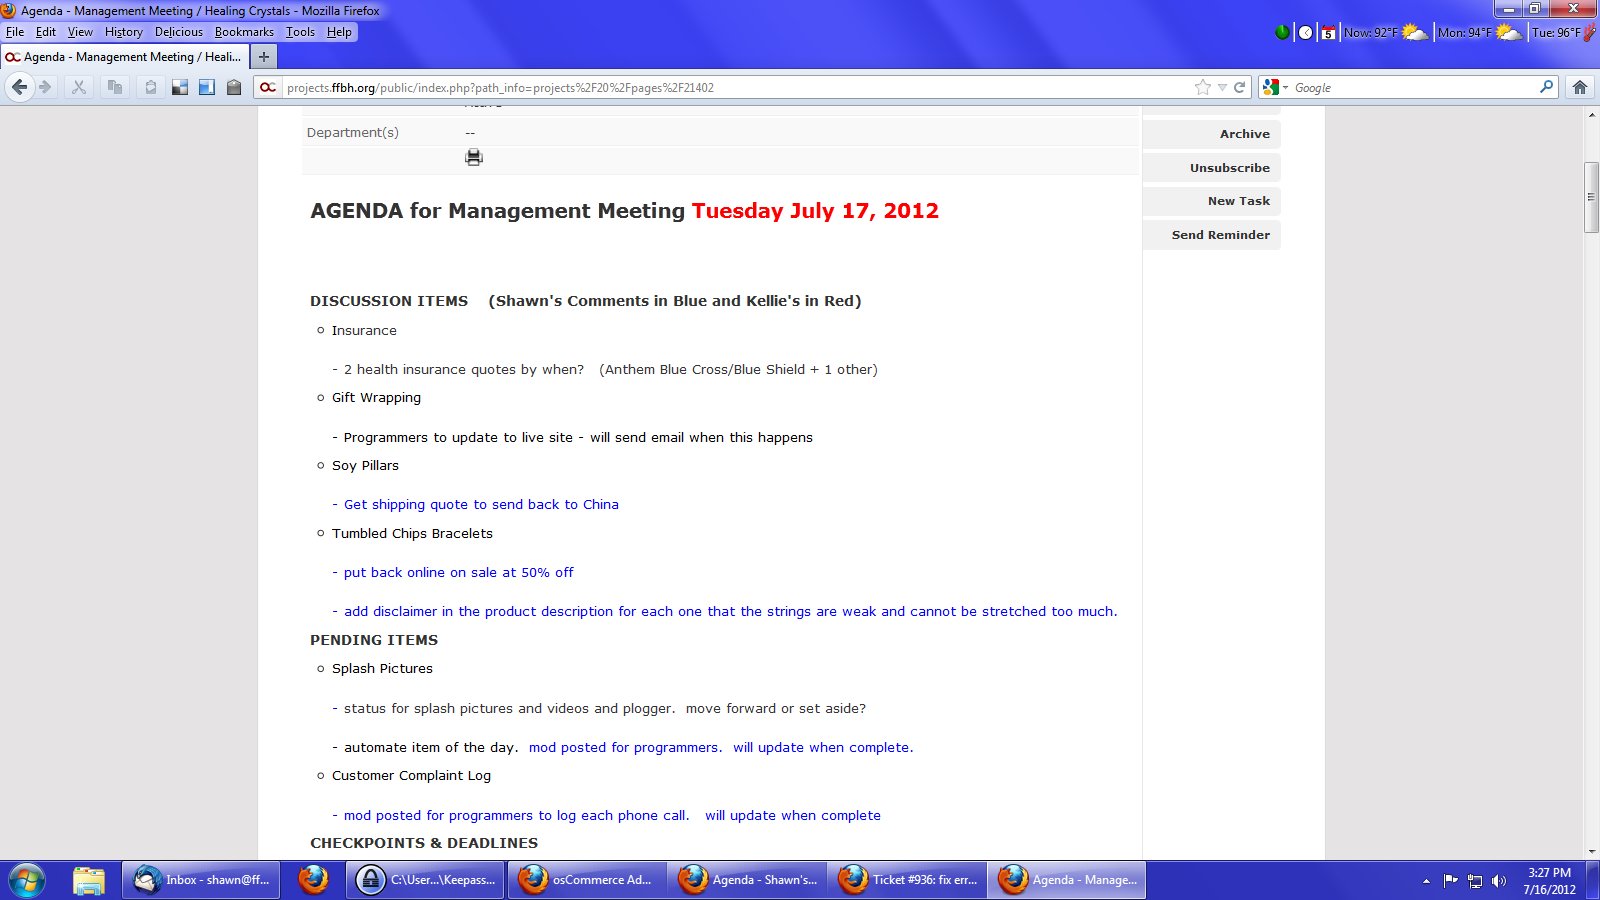 Agenda - Management Meeting / Healing Crystals - Mozilla Firefox
File Edit View History Delicious Bookmarks Tools Help
5 Now: 92°F Mon: 94°F Tue: 96°F
Agenda - Management Meeting / Heali...
projects.ffbh.org/public/index.php?path_info=projects%2F20%2Fpages%2F21402
Google
Department(s) --
Archive
Unsubscribe
New Task
Send Reminder
AGENDA for Management Meeting Tuesday July 17, 2012
DISCUSSION ITEMS (Shawn's Comments in Blue and Kellie's in Red)
Insurance
- 2 health insurance quotes by when? (Anthem Blue Cross/Blue Shield + 1 other)
Gift Wrapping
- Programmers to update to live site - will send email when this happens
Soy Pillars
- Get shipping quote to send back to China
Tumbled Chips Bracelets
- put back online on sale at 50% off
- add disclaimer in the product description for each one that the strings are weak and cannot be stretched too much.
PENDING ITEMS
Splash Pictures
- status for splash pictures and videos and plogger. move forward or set aside?
- automate item of the day. mod posted for programmers. will update when complete.
Customer Complaint Log
- mod posted for programmers to log each phone call. will update when complete
CHECKPOINTS & DEADLINES
Inbox - shawn@ff...
C:\User...\Keepass...
osCommerce Ad...
Agenda - Shawn's...
Ticket #936: fix err...
Agenda - Manage...
3:27 PM
7/16/2012